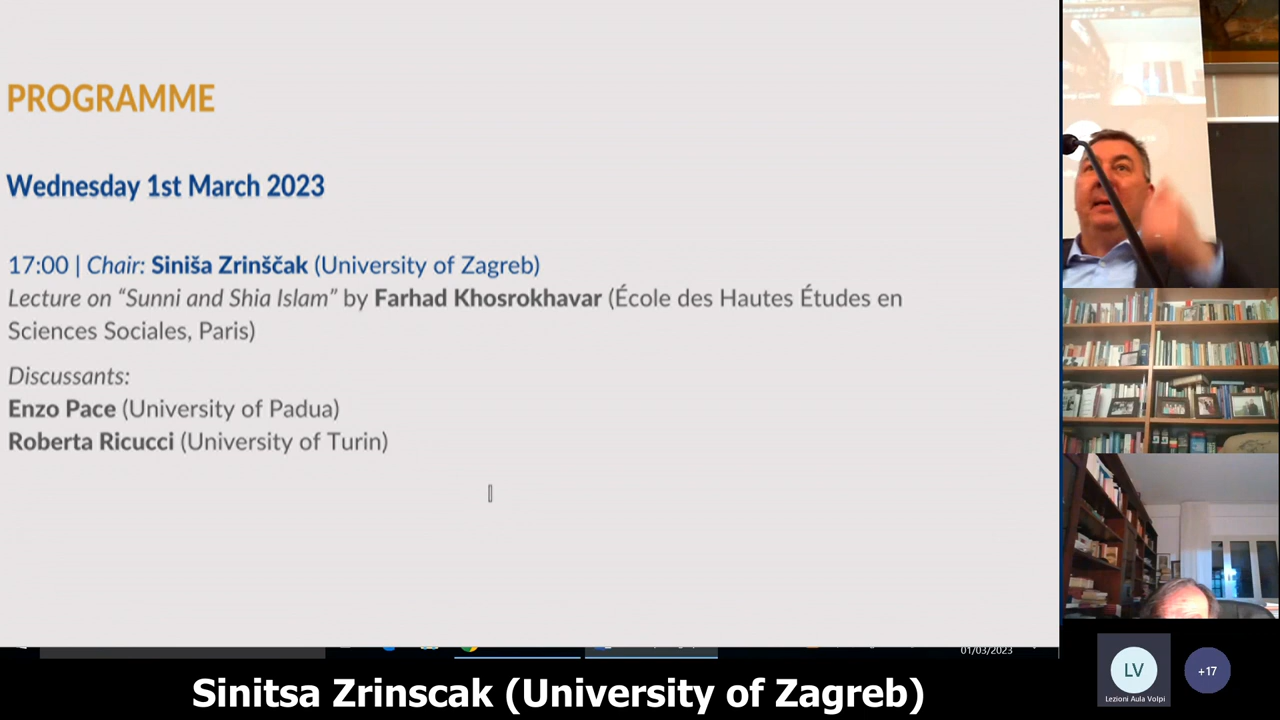 PROGRAMME
Wednesday 1st March 2023
17:00 | Chair: Siniša Zrinščak (University of Zagreb)
Lecture on “Sunni and Shia Islam” by Farhad Khosrokhavar (École des Hautes Études en
Sciences Sociales, Paris)
Discussants:
Enzo Pace (University of Padua)
Roberta Ricucci (University of Turin)
01/03/2023
LV
Lezioni Aula Volpi
+17
Sinitsa Zrinscak (University of Zagreb)